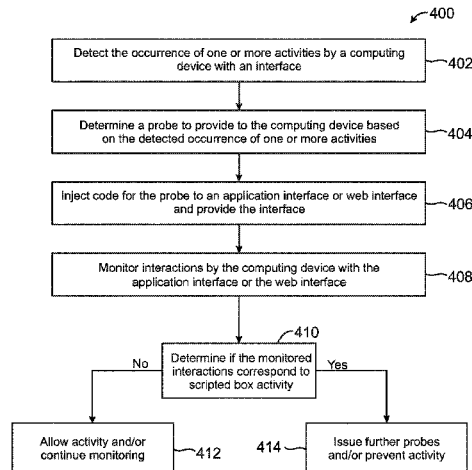 400
Detect the occurrence of one or more activities by a computing
device with an interface
402
Determine a probe to provide to the computing device based
on the detected occurrence of one or more activities
404
Inject code for the probe to an application interface or web interface
and provide the interface
406
Monitor interactions by the computing device with the
application interface or the web interface
408
410
Determine if the monitored
interactions correspond to
scripted box activity
No
Yes
Allow activity and/or
continue monitoring
412
414
Issue further probes
and/or prevent activity